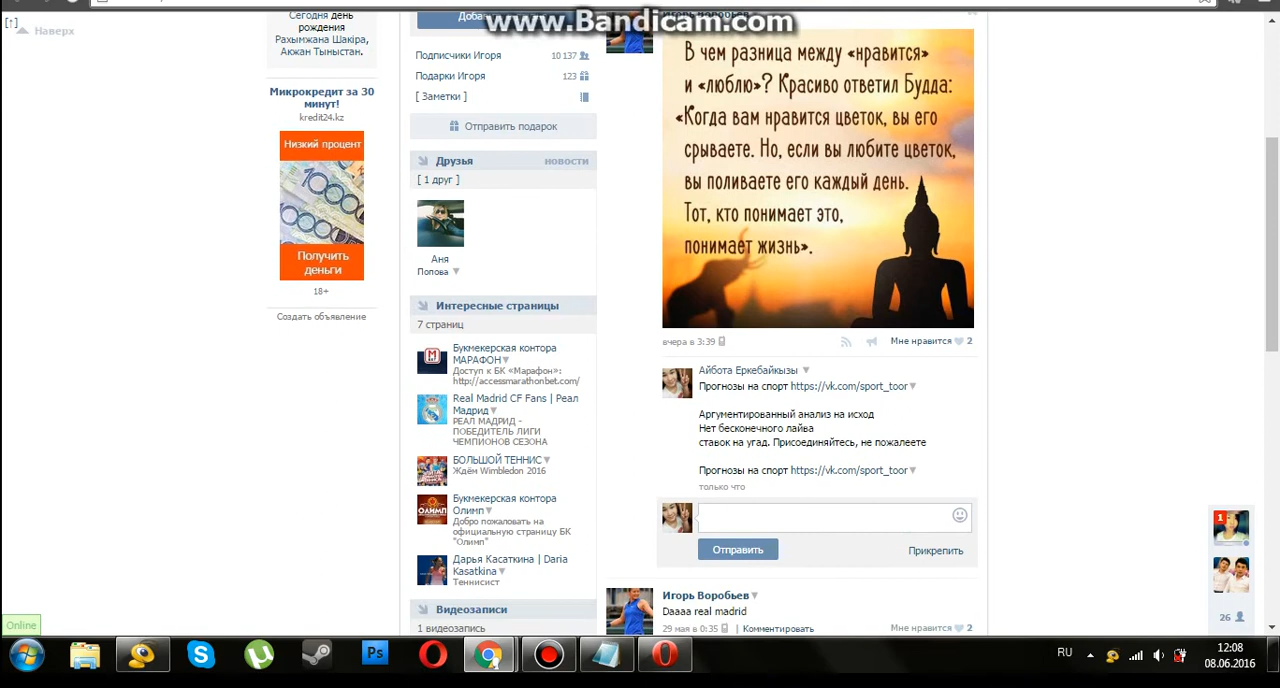 www.Bandicam.com
[↑]
Наверх
Сегодня день
рождения
Рахымжана Шакіра,
Акжан Тыныстан.
Микрокредит за 30
минут!
kredit24.kz
Низкий процент
Получить
деньги
18+
Создать объявление
Подписчики Игоря 10 137
Подарки Игоря 123
[ Заметки ]
Отправить подарок
Друзья новости
[ 1 друг ]
Аня
Попова
Интересные страницы
7 страниц
Букмекерская контора
МАРАФОН
Доступ к БК «Марафон»:
http://accessmarathonbet.com/
Real Madrid CF Fans | Реал
Мадрид
РЕАЛ МАДРИД -
ПОБЕДИТЕЛЬ ЛИГИ
ЧЕМПИОНОВ СЕЗОНА
БОЛЬШОЙ ТЕННИС
Ждём Wimbledon 2016
Букмекерская контора
Олимп
Добро пожаловать на
официальную страницу БК
"Олимп"
Дарья Касаткина | Daria
Kasatkina
Теннисист
Видеозаписи
1 видеозапись
В чем разница между «нравится»
и «люблю»? Красиво ответил Будда:
«Когда вам нравится цветок, вы его
срываете. Но, если вы любите цветок,
вы поливаете его каждый день.
Тот, кто понимает это,
понимает жизнь».
вчера в 3:39 Мне нравится 2
Айбота Еркебайкызы
Прогнозы на спорт https://vk.com/sport_toor
Аргументированный анализ на исход
Нет бесконечного лайва
ставок на угад. Присоединяйтесь, не пожалеете
Прогнозы на спорт https://vk.com/sport_toor
только что
Отправить Прикрепить
Игорь Воробьев
Daaaa real madrid
29 мая в 0:35 | Комментировать Мне нравится 2
1
26
Online
Ps
RU
12:08
08.06.2016